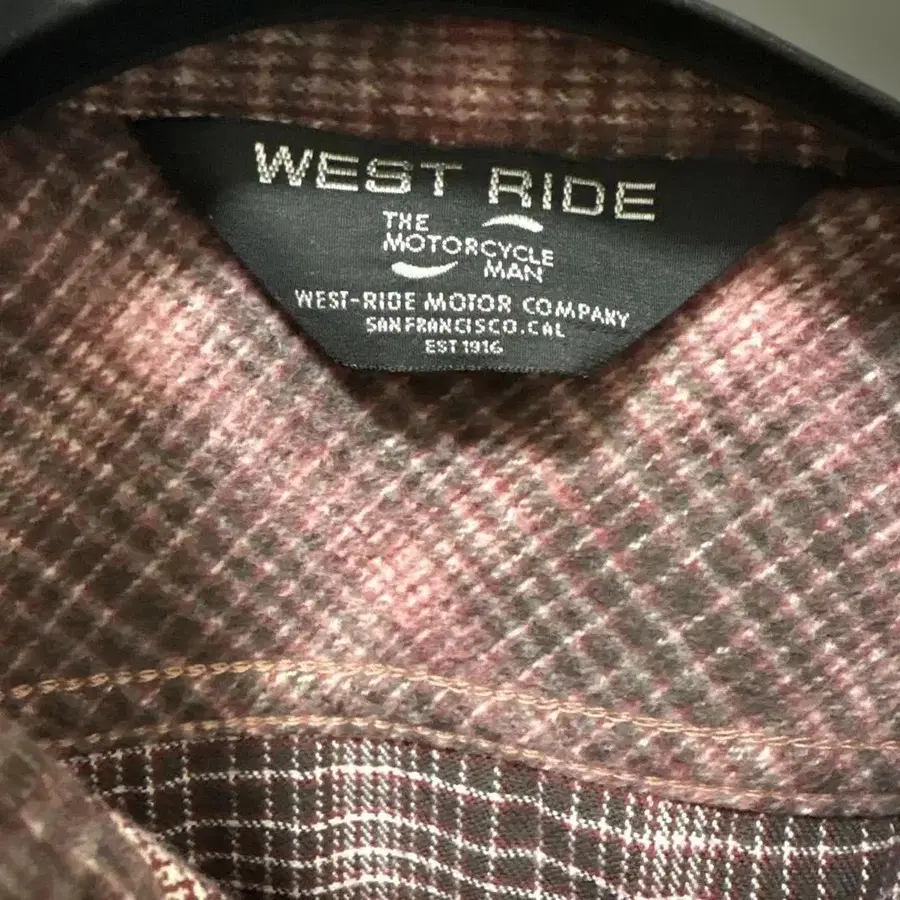 WEST RIDE
THE
MOTORCYCLE
MAN
WEST-RIDE MOTOR COMPANY
SANFRANCISCO.CAL
EST 1916